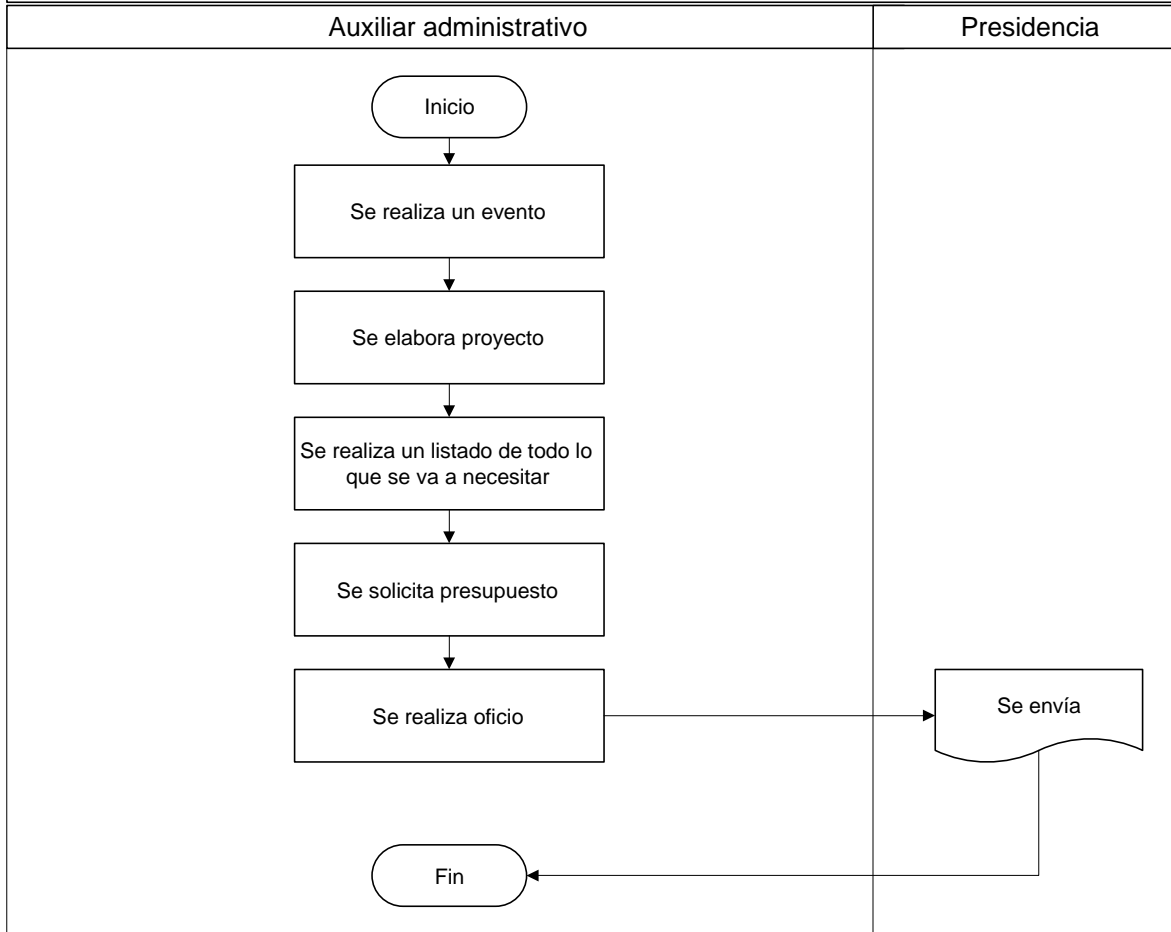 Auxiliar administrativo
Presidencia
Inicio
Se realiza un evento
Se elabora proyecto
Se realiza un listado de todo lo
que se va a necesitar
Se solicita presupuesto
Se realiza oficio
Se envía
Fin